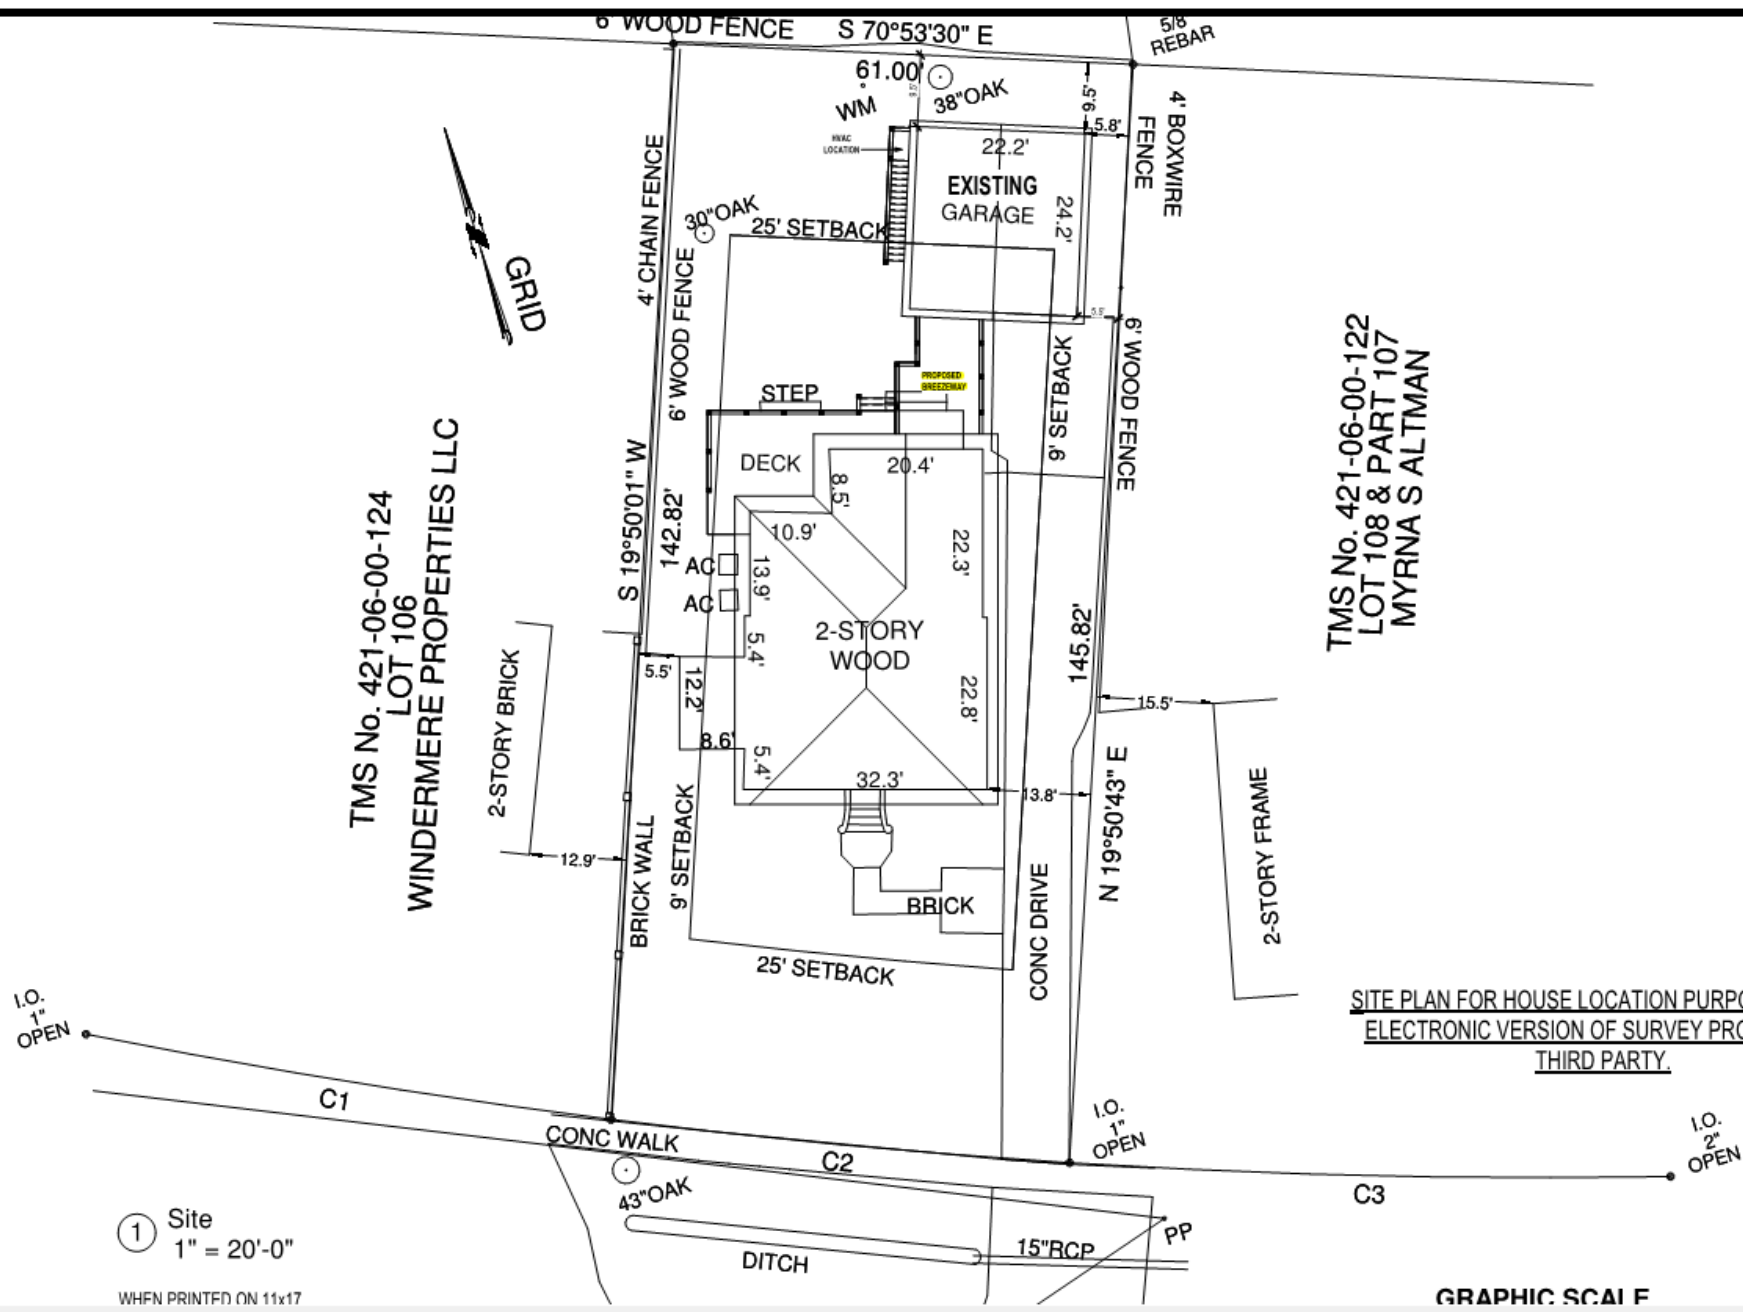 6' WOOD FENCE
S 70°53'30" E
5/8
REBAR
61.00'
WM
38"OAK
9.5'
5.8'
4' BOXWIRE
FENCE
HVAC
LOCATION
22.2'
EXISTING
GARAGE
24.2'
4' CHAIN FENCE
30"OAK
25' SETBACK
GRID
6' WOOD FENCE
6' WOOD FENCE
9' SETBACK
PROPOSED
BREEZEWAY
STEP
DECK
20.4'
8.5'
10.9'
S 19°50'01" W
142.82'
AC
AC
13.9'
22.3'
5.4'
2-STORY
WOOD
5.5'
12.2'
22.8'
8.6'
5.4'
32.3'
13.8'
145.82'
15.5'
N 19°50'43" E
TMS No. 421-06-00-124
LOT 106
WINDERMERE PROPERTIES LLC
TMS No. 421-06-00-122
LOT 108 & PART 107
MYRNA S ALTMAN
2-STORY BRICK
12.9'
BRICK WALL
9' SETBACK
BRICK
CONC DRIVE
2-STORY FRAME
25' SETBACK
SITE PLAN FOR HOUSE LOCATION
ELECTRONIC VERSION OF SURVEY
THIRD PARTY.
I.O.
1"
OPEN
C1
CONC WALK
C2
I.O.
1"
OPEN
C3
I.O.
2"
OPEN
43"OAK
DITCH
15"RCP
PP
1
Site
1" = 20'-0"
WHEN PRINTED ON 11x17
GRAPHIC SCALE